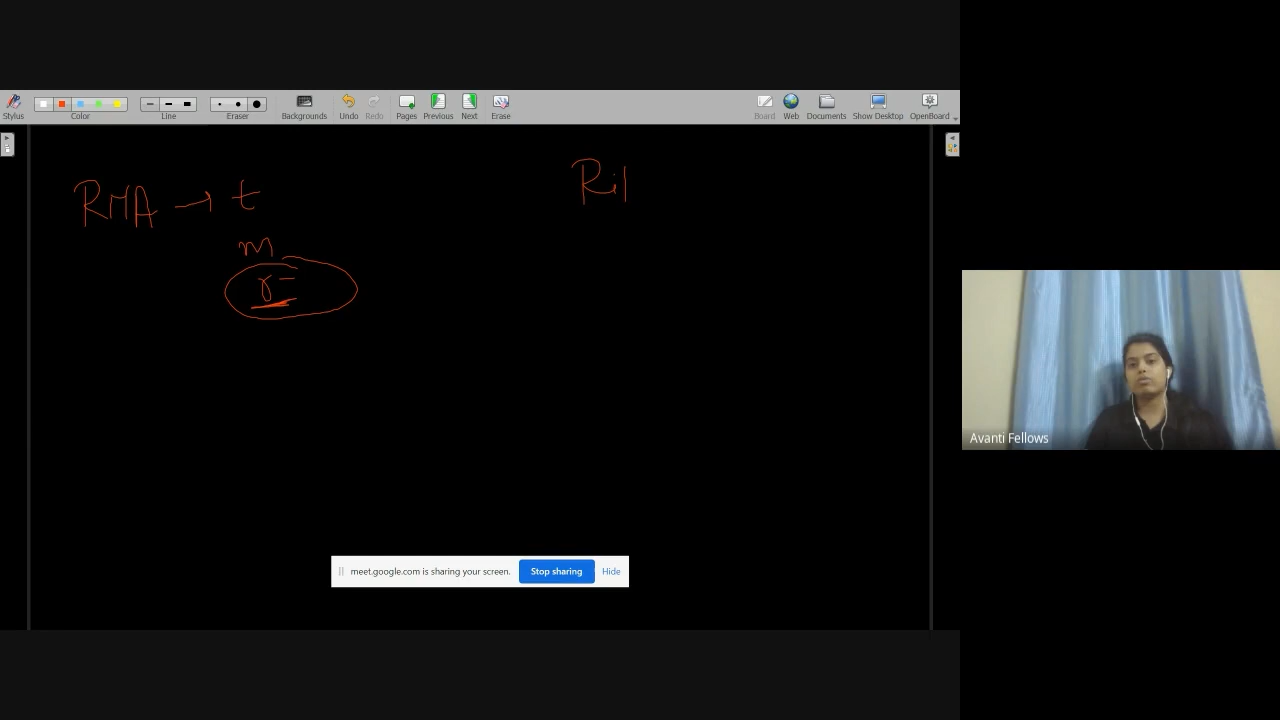 Stylus
Color
Line
Eraser
Backgrounds
Undo
Redo
Pages
Previous
Next
Erase
Board
Web
Documents
Show Desktop
OpenBoard
RNA → t
m
r-
Ri
meet.google.com is sharing your screen.
Stop sharing
Hide
Avanti Fellows